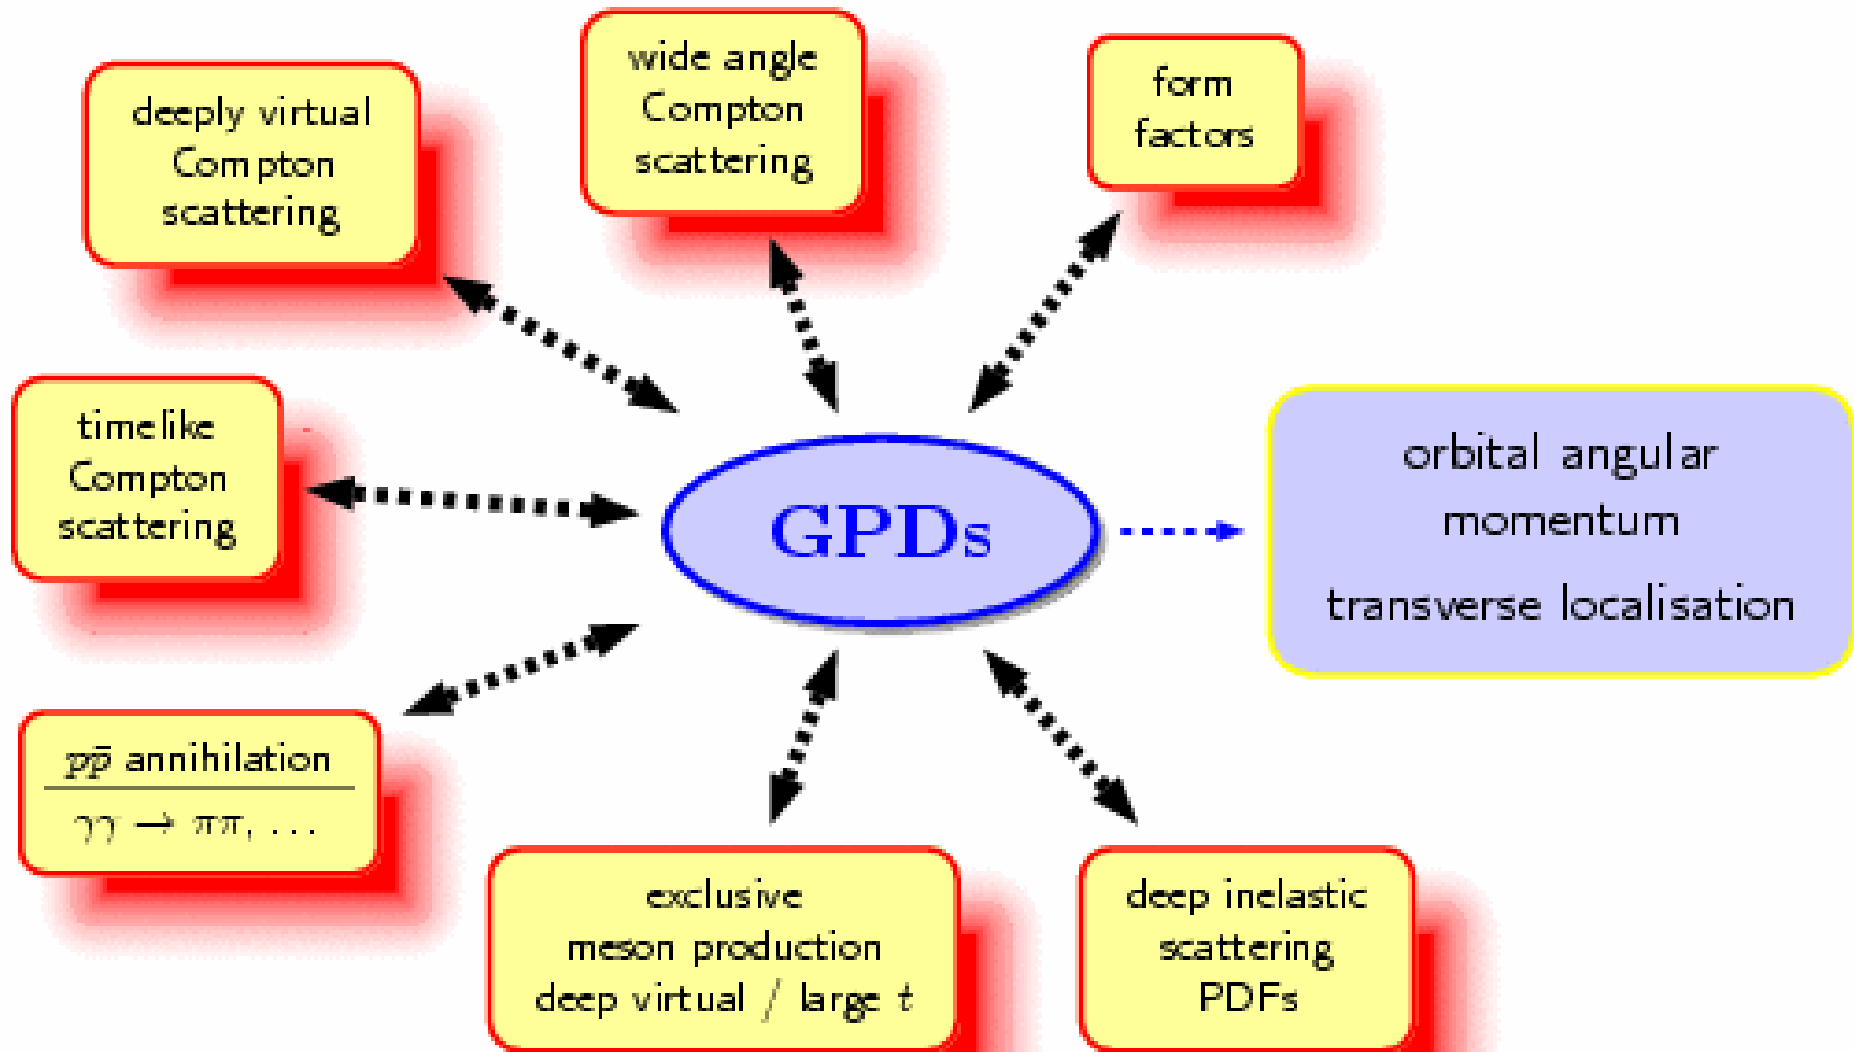 deeply virtual
Compton
scattering
wide angle
Compton
scattering
form
factors
timelike
Compton
scattering
GPDs
orbital angular
momentum
transverse localisation
pp̄ annihilation
γγ → ππ, ...
exclusive
meson production
deep virtual / large t
deep inelastic
scattering
PDFs